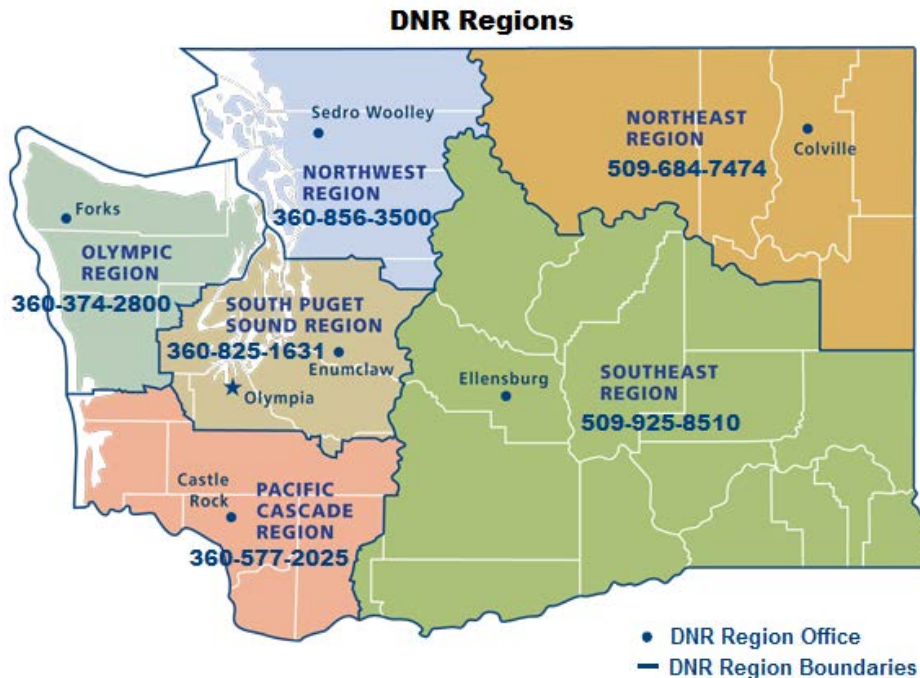 DNR Regions
Sedro Woolley
NORTHWEST
REGION
360-856-3500
NORTHEAST
REGION
509-684-7474
Colville
Forks
OLYMPIC
REGION
360-374-2800
SOUTH PUGET
SOUND REGION
360-825-1631
Enumclaw
Olympia
Ellensburg
SOUTHEAST
REGION
509-925-8510
Castle
Rock
PACIFIC
CASCADE
REGION
360-577-2025
DNR Region Office
DNR Region Boundaries